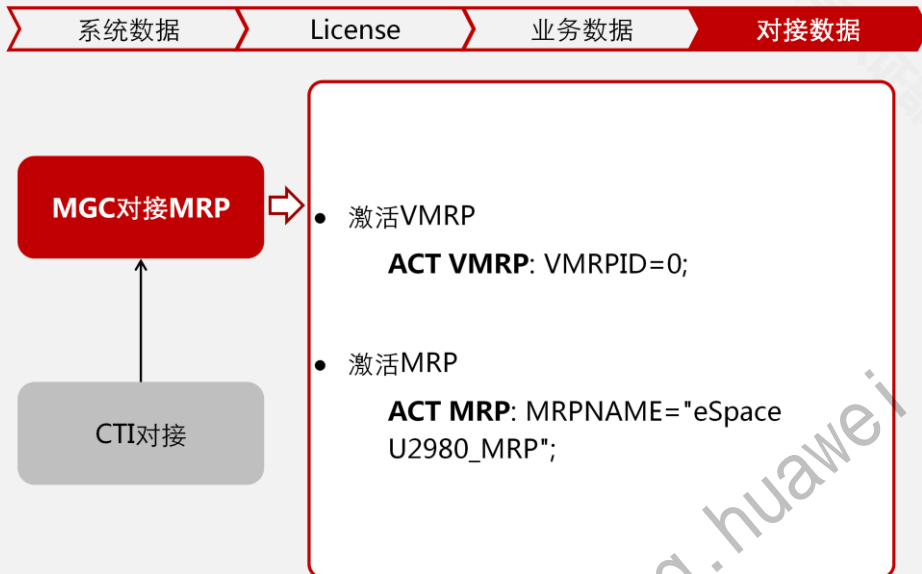 系统数据
License
业务数据
对接数据
MGC对接MRP
CTI对接
● 激活VMRP
ACT VMRP: VMRPID=0;
● 激活MRP
ACT MRP: MRPNAME="eSpace
U2980_MRP";
g.huawei